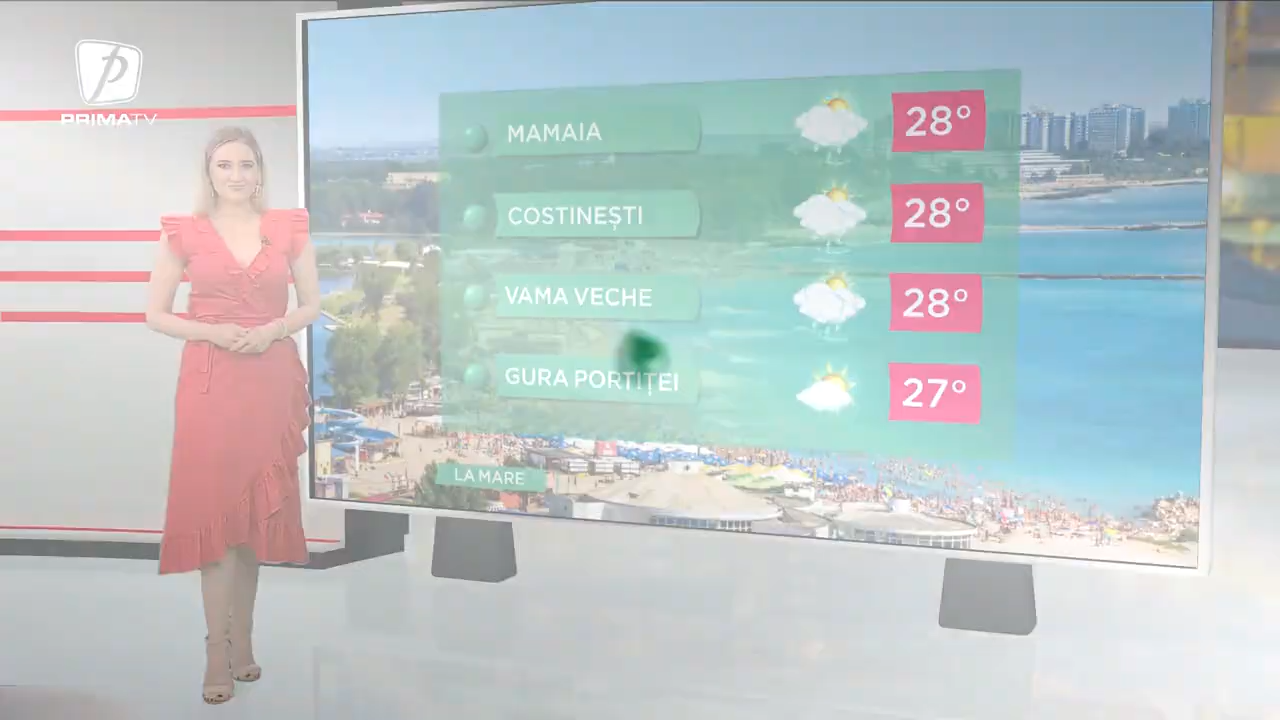 PRIMA TV
MAMAIA 28°
COSTINEȘTI 28°
VAMA VECHE 28°
GURA PORTIȚEI 27°
LA MARE